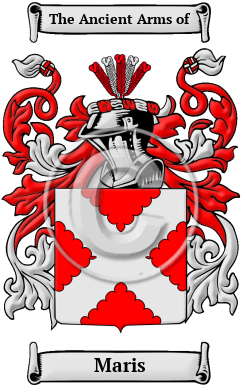 The Ancient Arms of
Maris